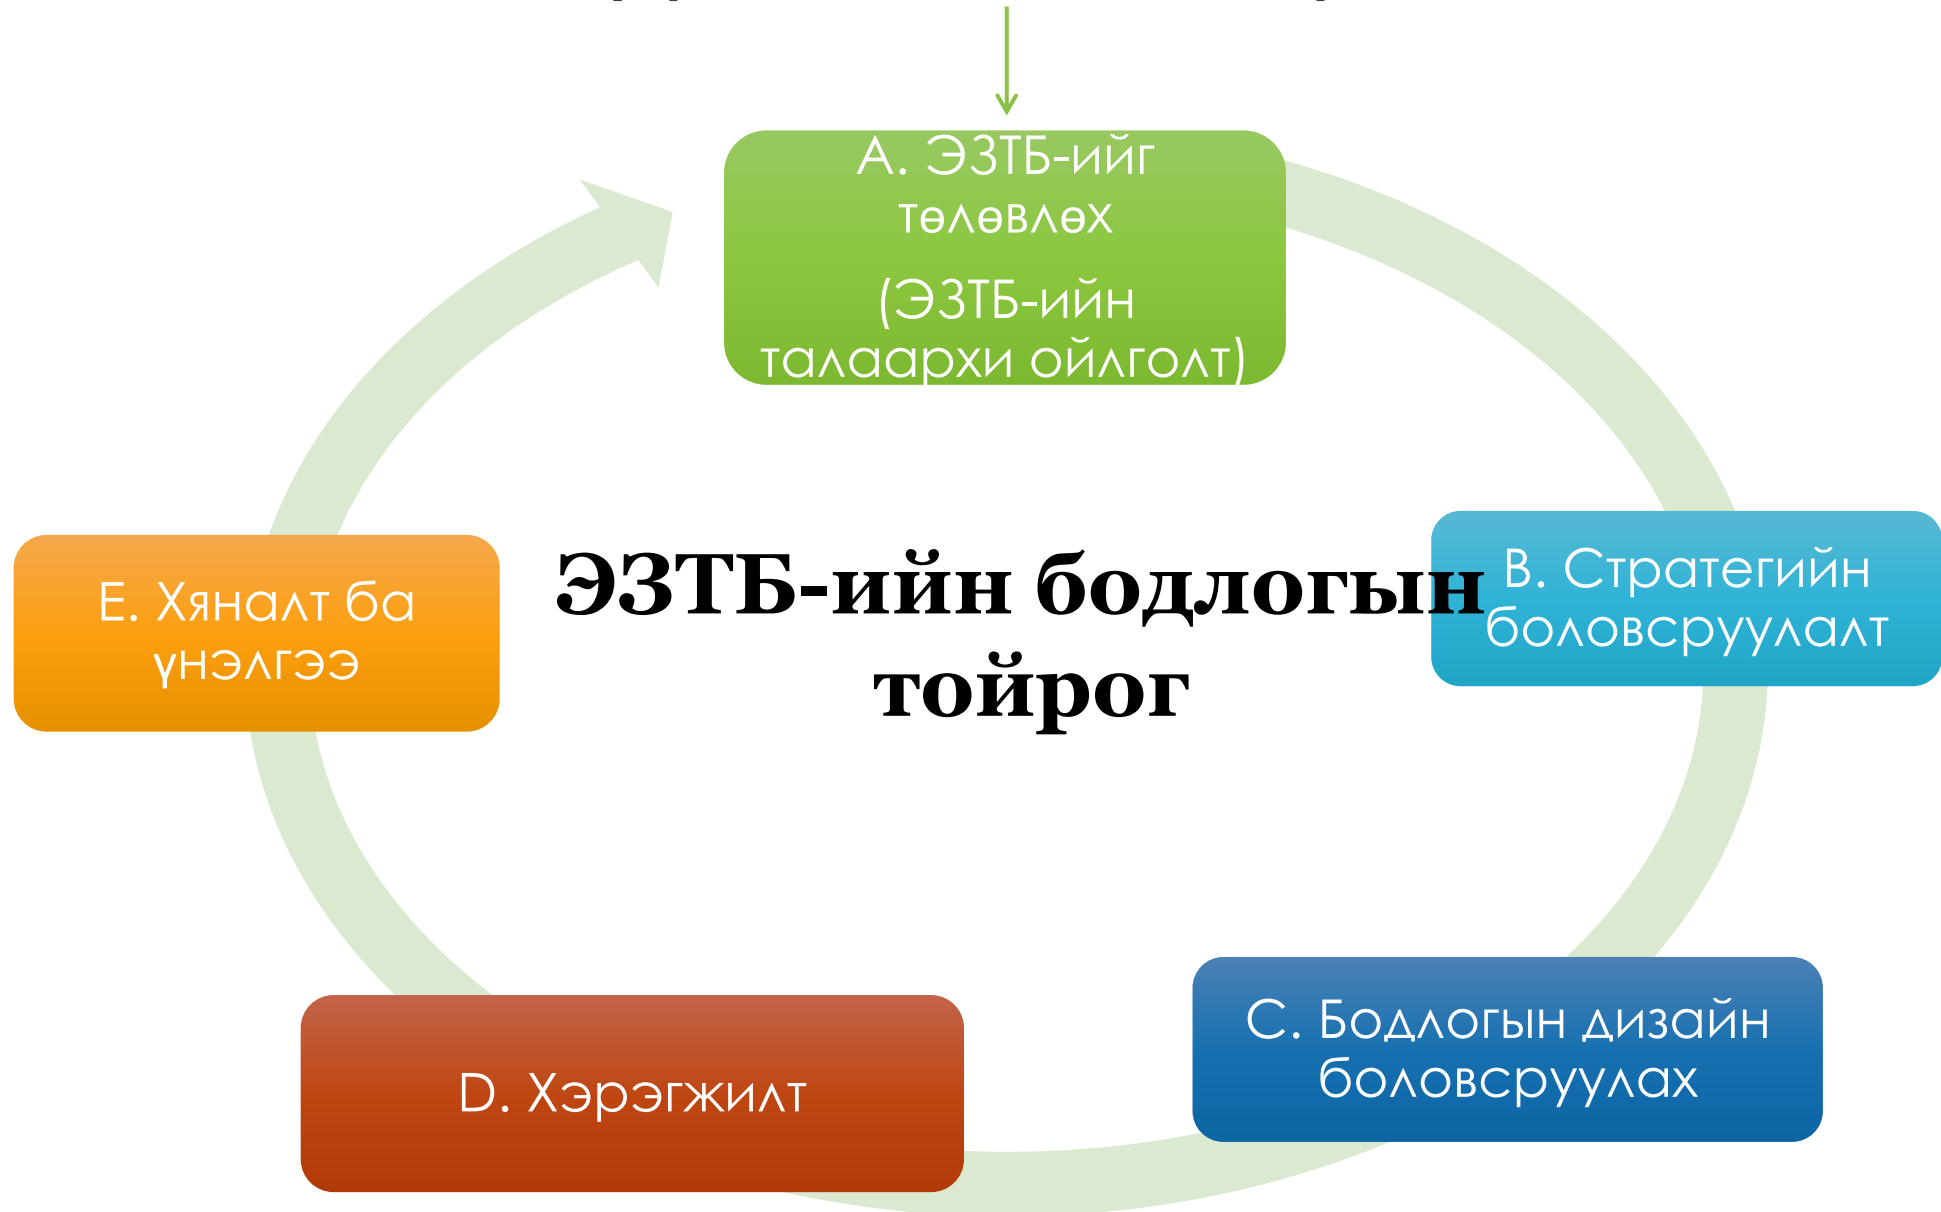 A. ЭЗТБ-ийг
төлөвлөх
(ЭЗТБ-ийн
талаархи ойлголт)
B. Стратегийн
боловсруулалт
C. Бодлогын дизайн
боловсруулах
D. Хэрэгжилт
E. Хяналт ба
үнэлгээ
ЭЗТБ-ийн бодлогын
тойрог